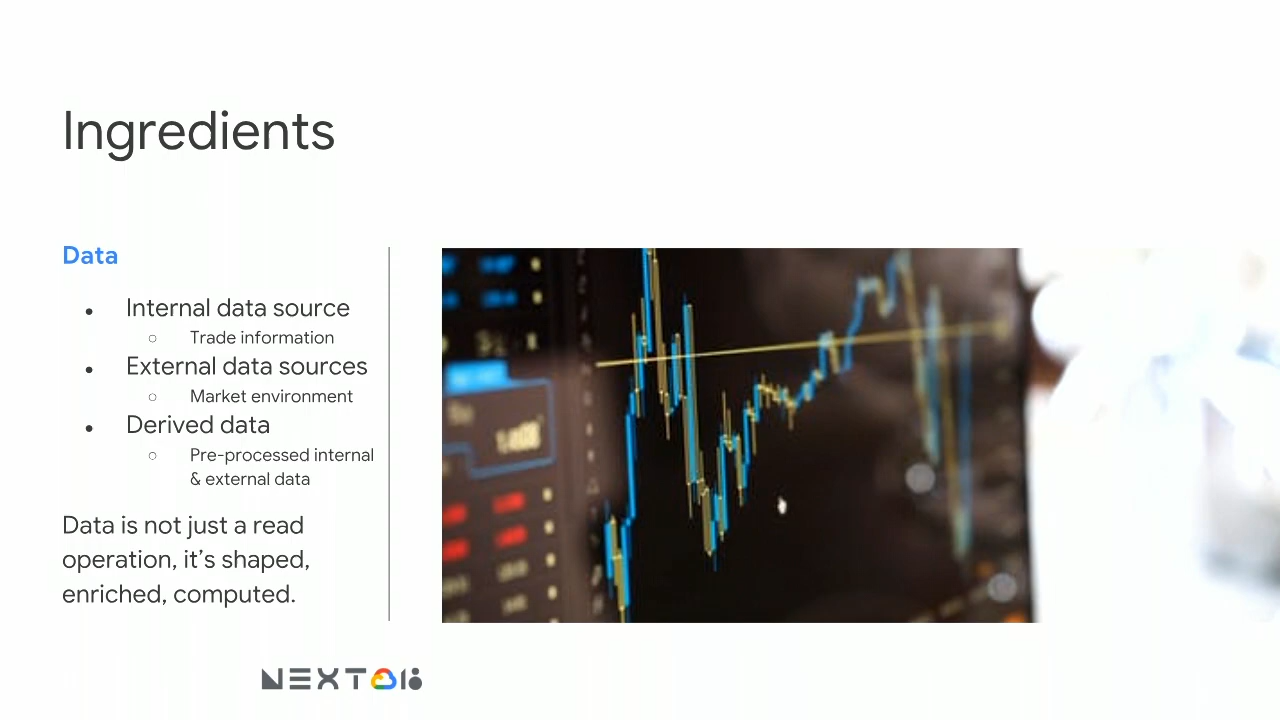 Ingredients
Data
● Internal data source
○ Trade information
● External data sources
○ Market environment
● Derived data
○ Pre-processed internal
& external data
Data is not just a read
operation, it’s shaped,
enriched, computed.
NEXT 18